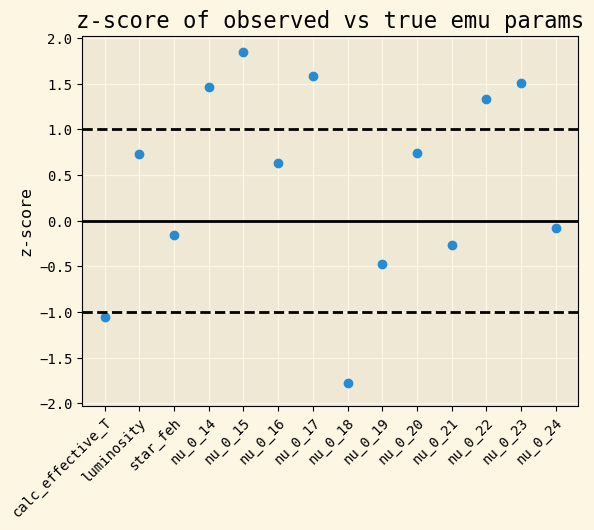 z-score of observed vs true emu params
z-score
2.0
1.5
1.0
0.5
0.0
−0.5
−1.0
−1.5
−2.0
calc_effective_T
luminosity
star_feh
nu_0_14
nu_0_15
nu_0_16
nu_0_17
nu_0_18
nu_0_19
nu_0_20
nu_0_21
nu_0_22
nu_0_23
nu_0_24